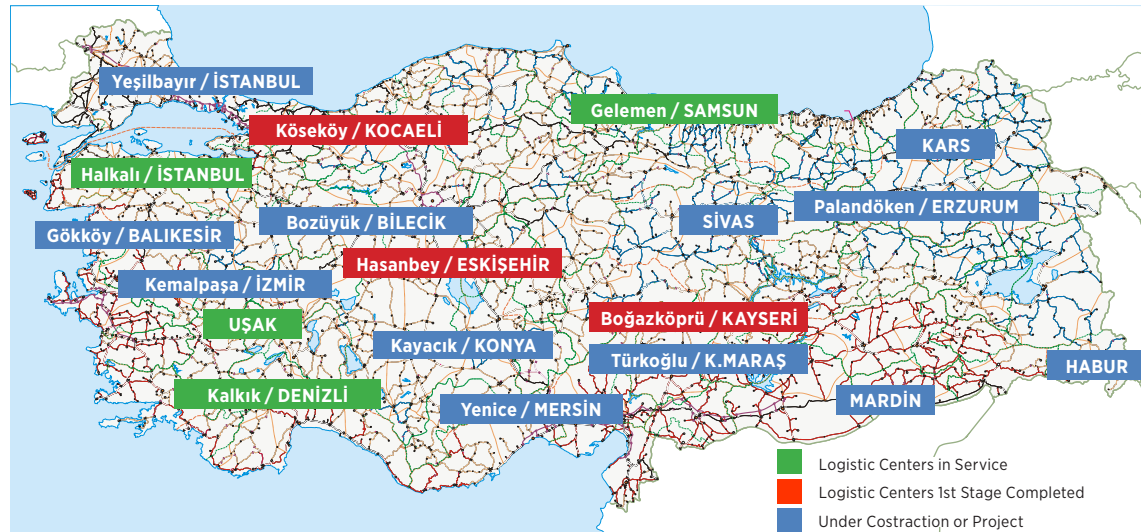 Yeşilbayır / İSTANBUL
Gelemen / SAMSUN
Köseköy / KOCAELİ
KARS
Halkalı / İSTANBUL
Palandöken / ERZURUM
Bozüyük / BİLECİK
SİVAS
Gökköy / BALIKESİR
Hasanbey / ESKİŞEHİR
Kemalpaşa / İZMİR
Boğazköprü / KAYSERİ
UŞAK
Kayacık / KONYA
Türkoğlu / K.MARAŞ
HABUR
Kalkık / DENİZLİ
MARDİN
Yenice / MERSİN
Logistic Centers in Service
Logistic Centers 1st Stage Completed
Under Costraction or Project